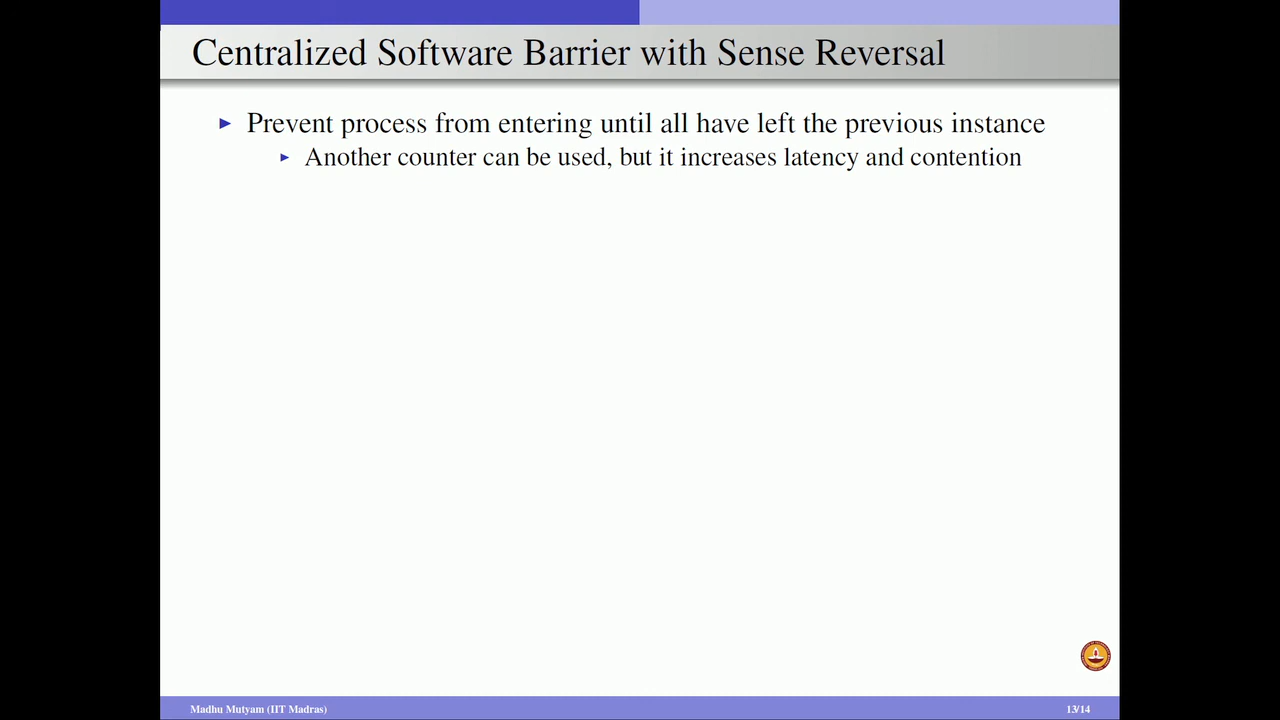 Centralized Software Barrier with Sense Reversal
Prevent process from entering until all have left the previous instance
Another counter can be used, but it increases latency and contention
Madhu Mutyam (IIT Madras)
13/14